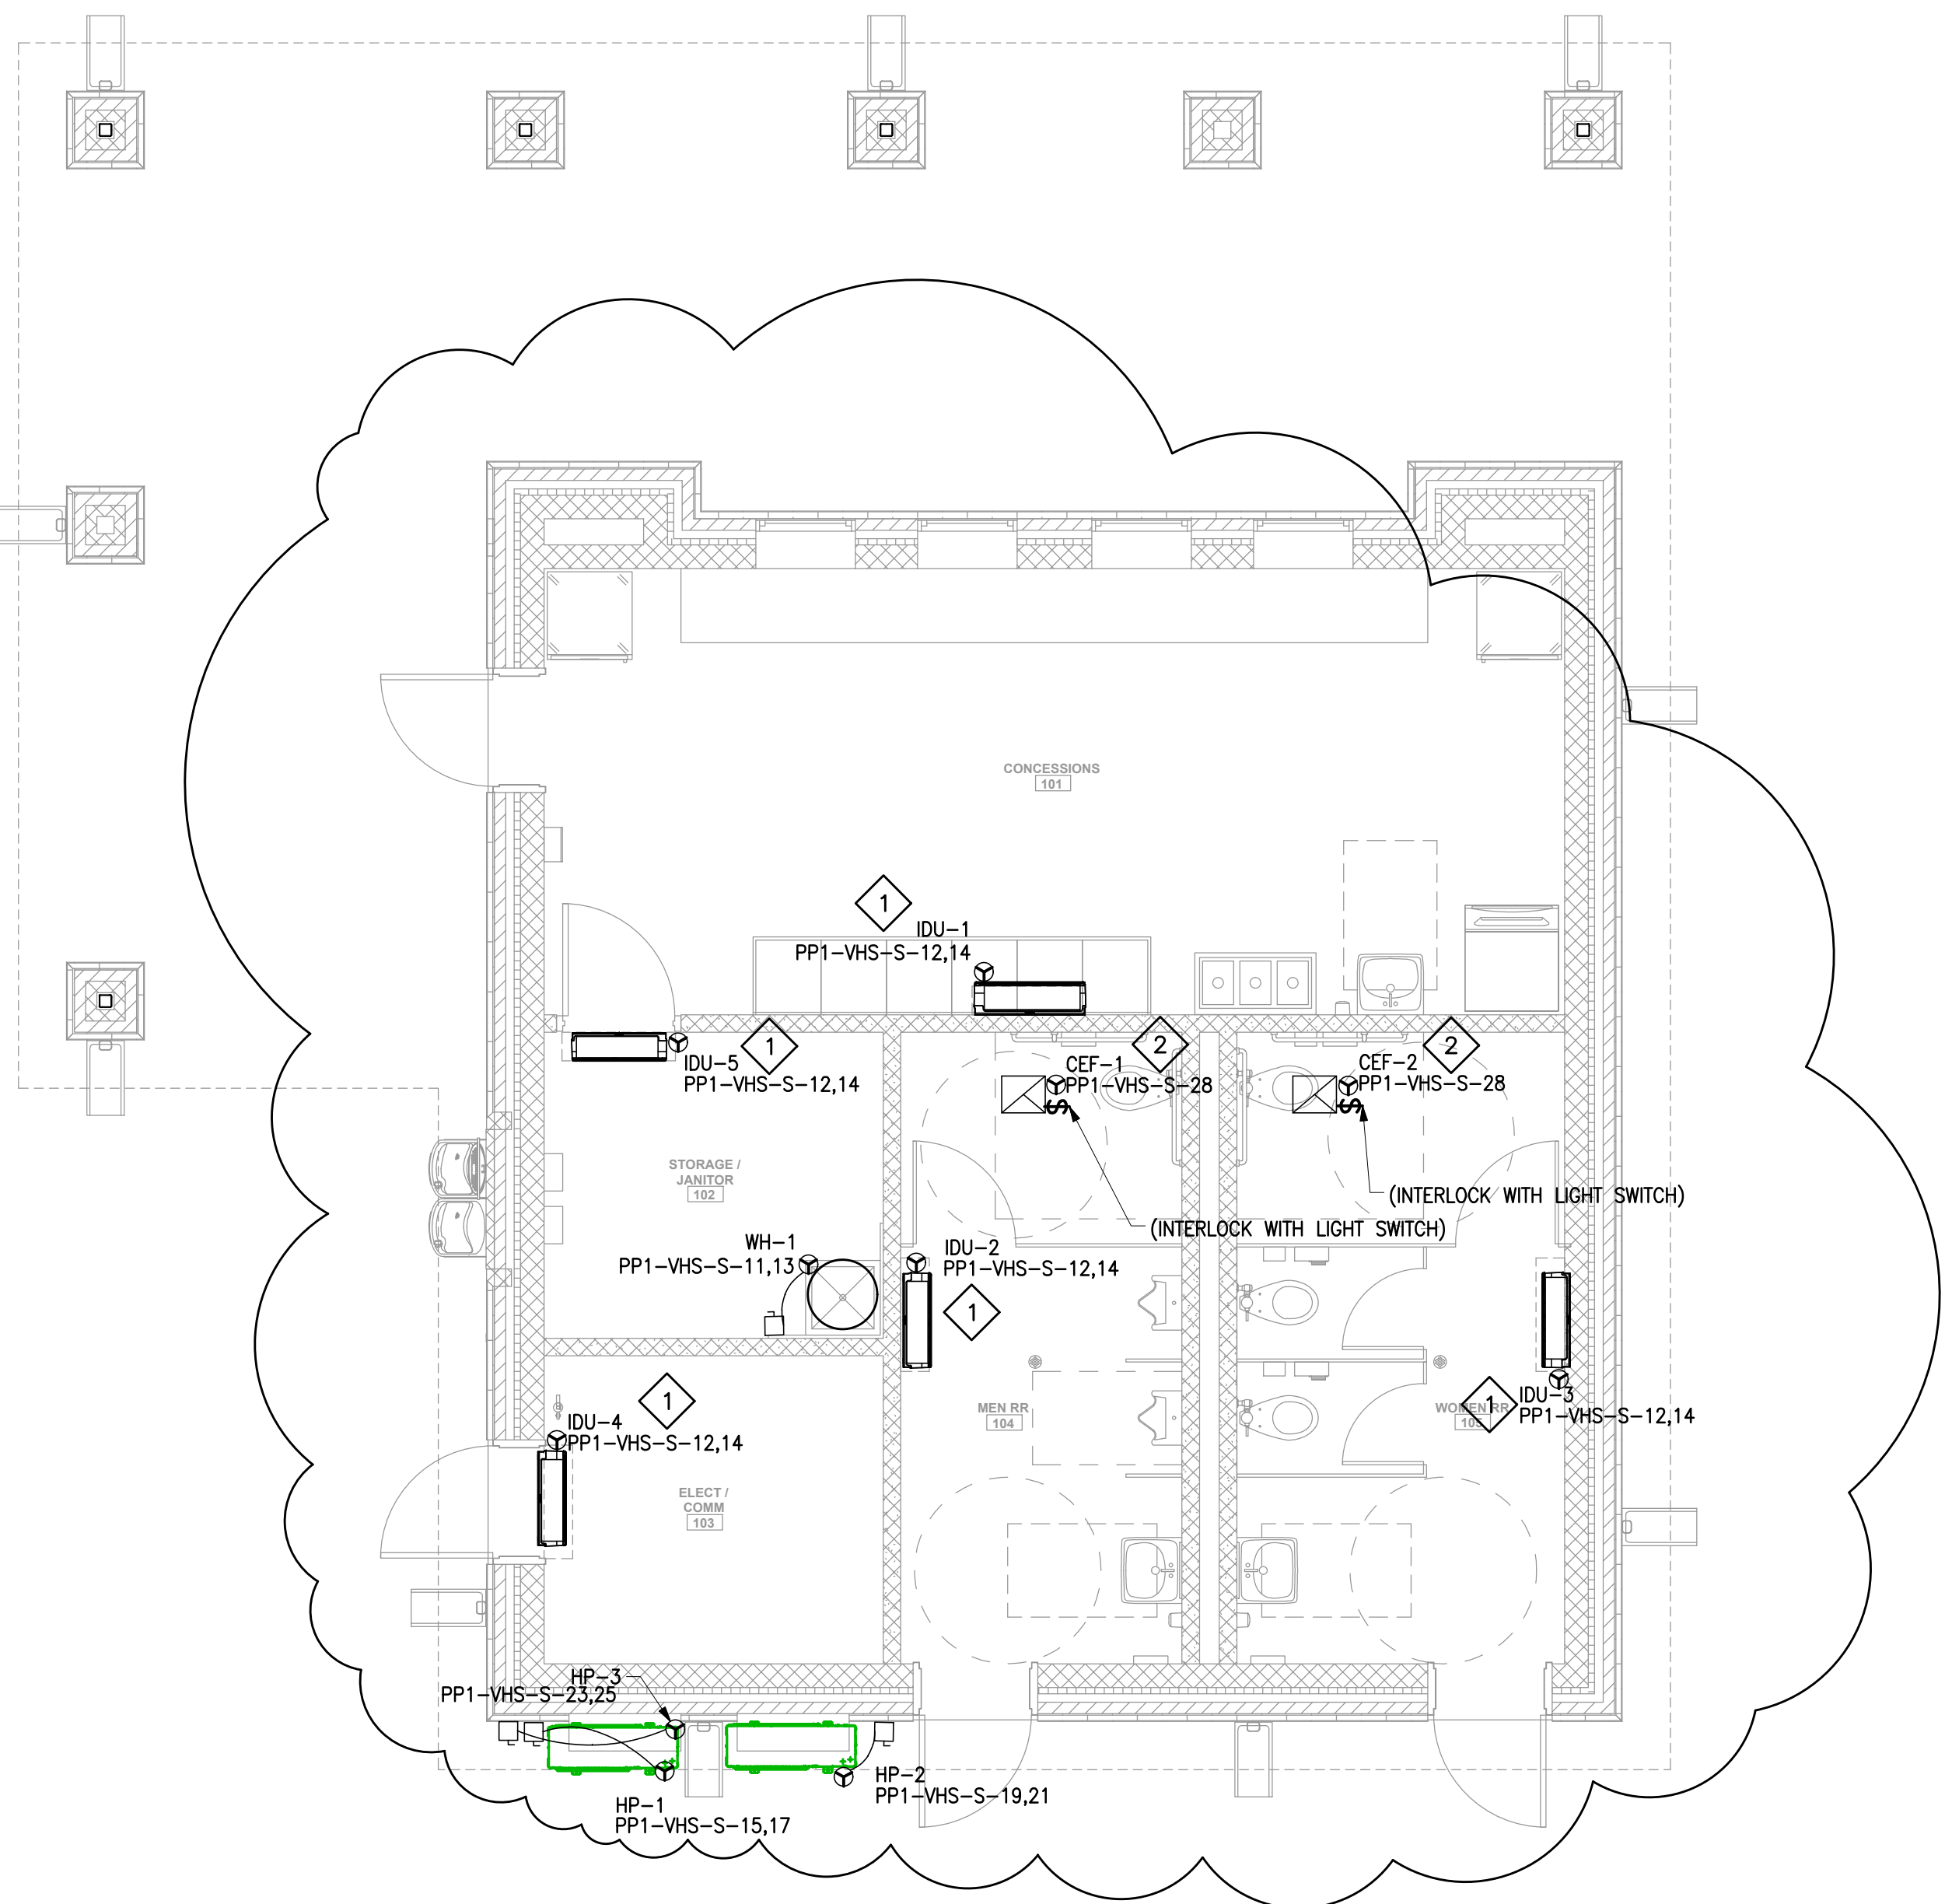 CONCESSIONS
101
1
IDU-1
PP1-VHS-S-12,14
IDU-5
PP1-VHS-S-12,14
1
CEF-1
PP1-VHS-S-28
2
CEF-2
PP1-VHS-S-28
2
$
$
(INTERLOCK WITH LIGHT SWITCH)
(INTERLOCK WITH LIGHT SWITCH)
STORAGE /
JANITOR
102
WH-1
PP1-VHS-S-11,13
IDU-2
PP1-VHS-S-12,14
1
1
IDU-4
PP1-VHS-S-12,14
MEN RR
104
WOMEN RR
105
1
IDU-3
PP1-VHS-S-12,14
ELECT /
COMM
103
HP-3
PP1-VHS-S-23,25
HP-1
PP1-VHS-S-15,17
HP-2
PP1-VHS-S-19,21